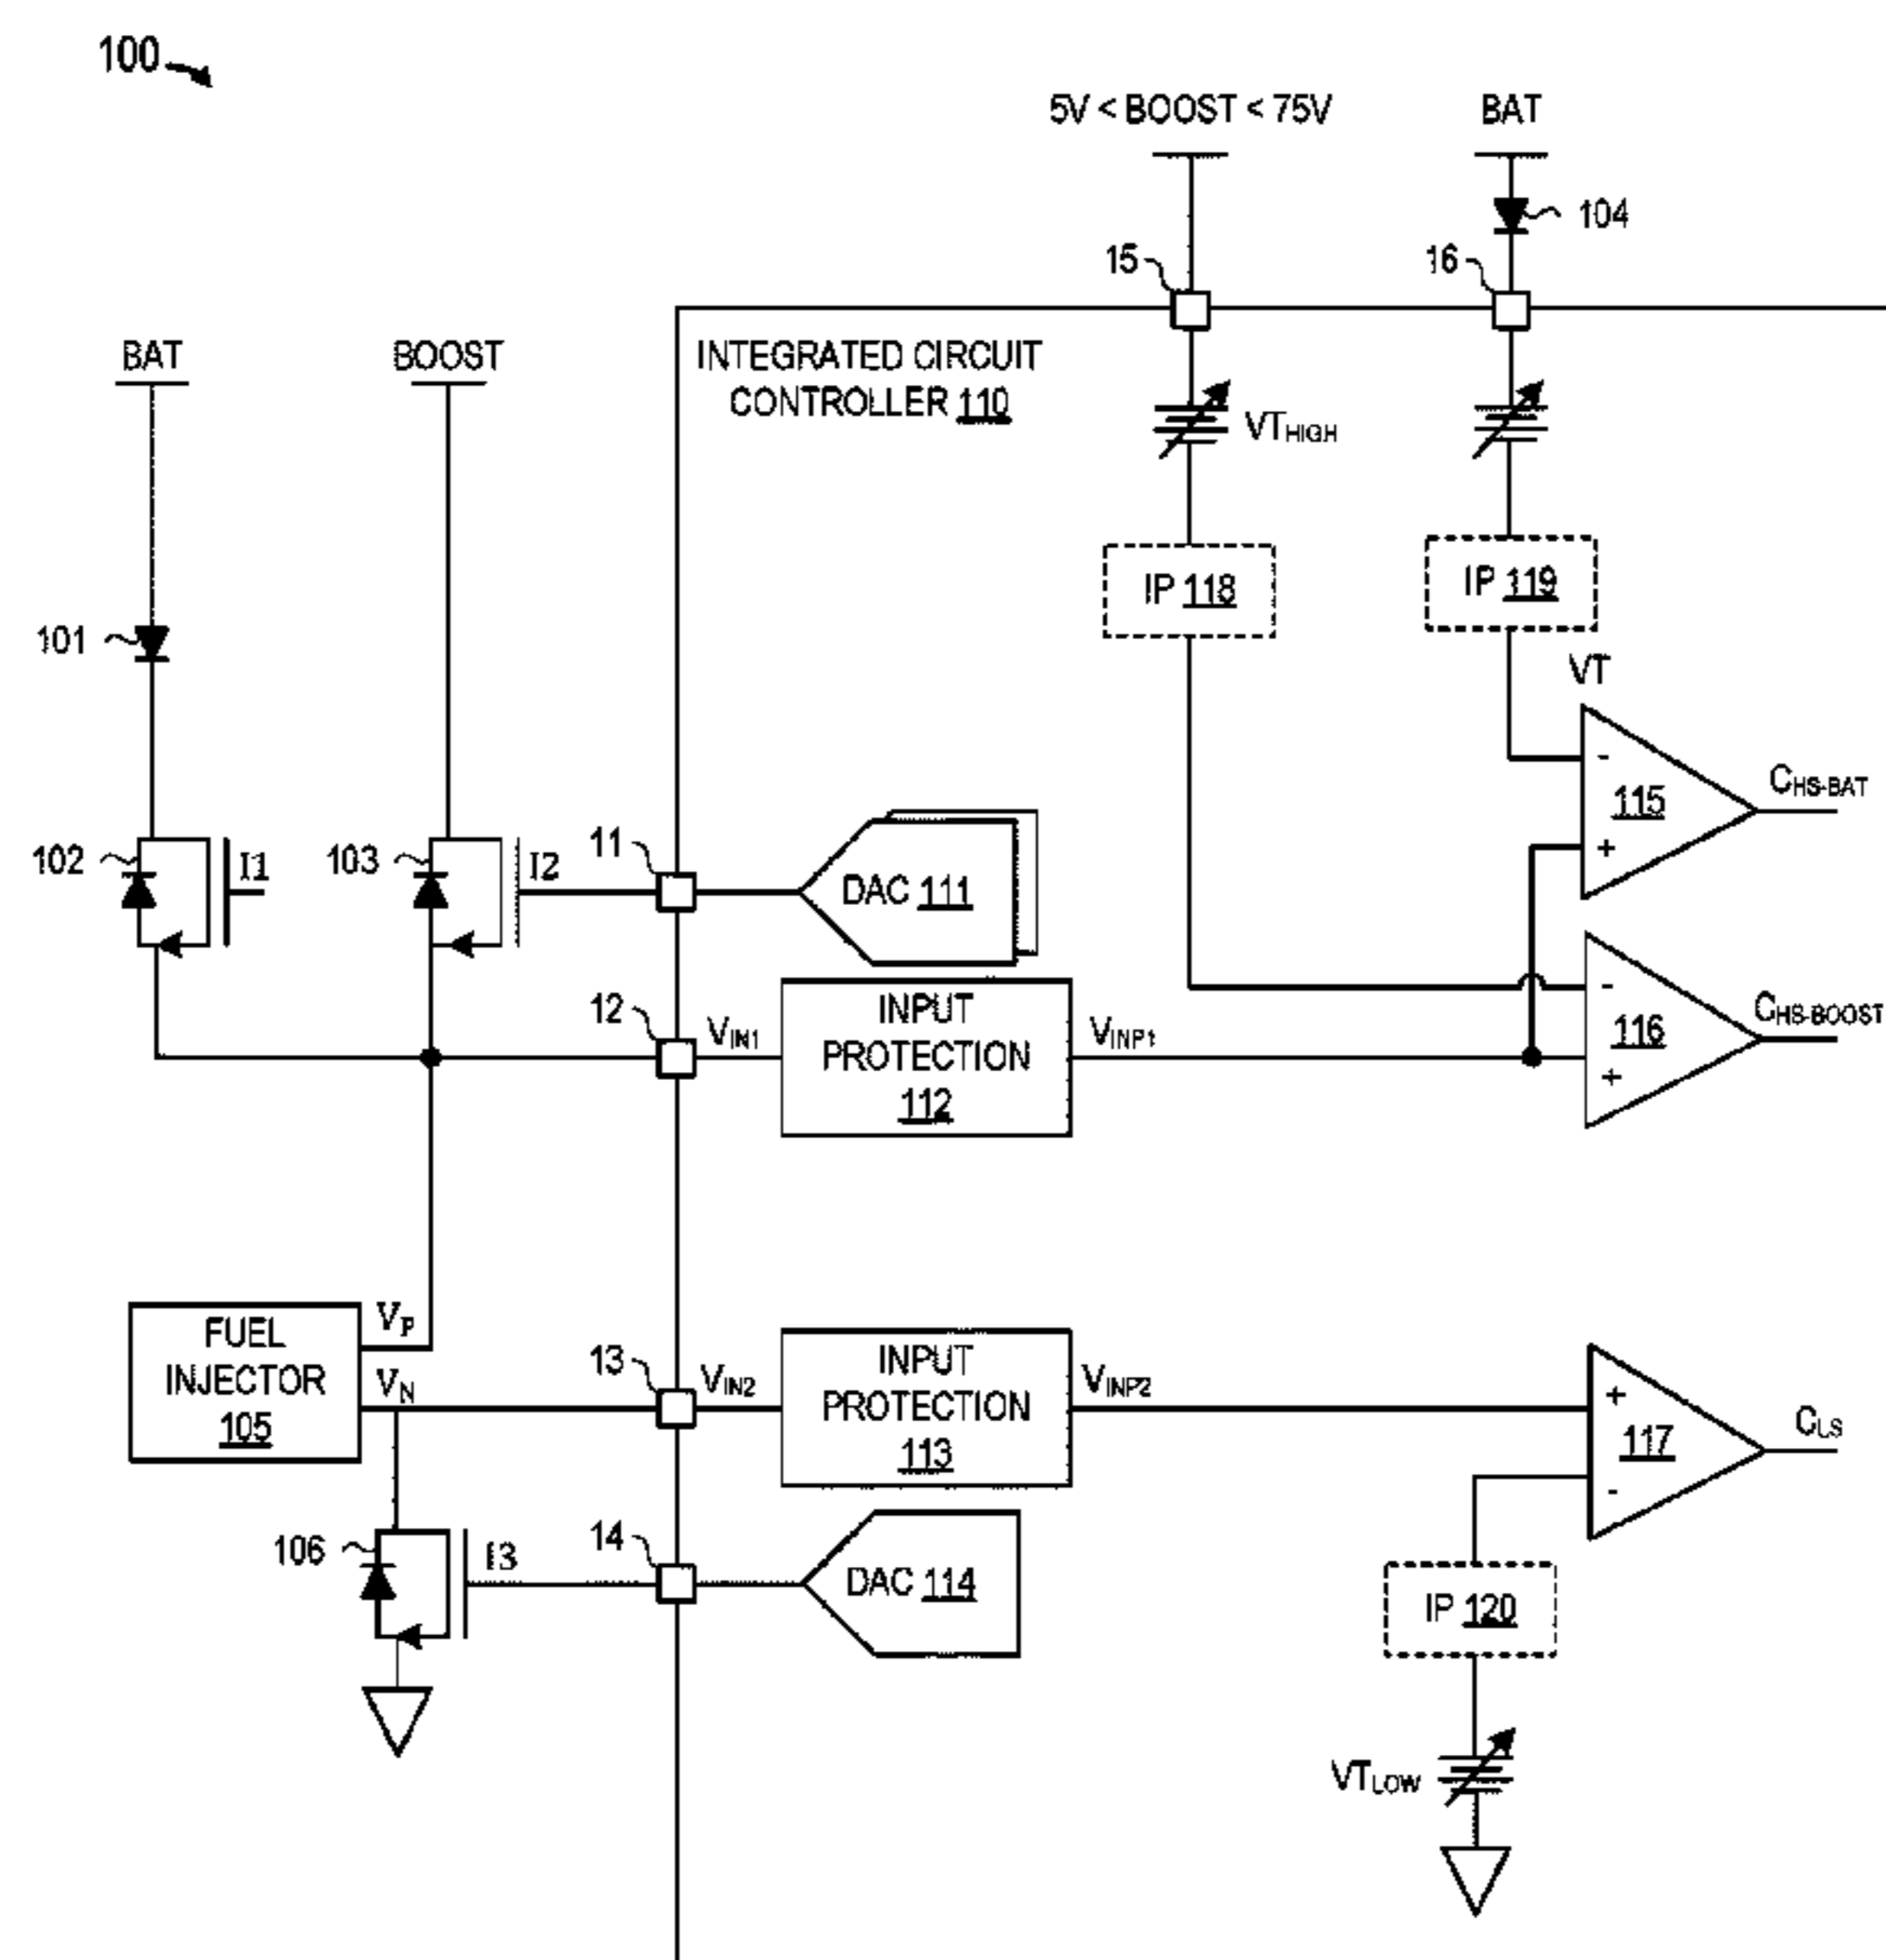 100
5V < BOOST < 75V
BAT
104
15
16
BAT
BOOST
INTEGRATED CIRCUIT
CONTROLLER 110
VTHIGH
IP 118
IP 119
101
VT
-
115
+
CHS-BAT
102
I1
103
I2
11
DAC 111
12
VIN1
INPUT
PROTECTION
112
VINP1
-
116
+
CHS-BOOST
FUEL
INJECTOR
105
VP
VN
13
VIN2
INPUT
PROTECTION
113
VINP2
+
117
-
CLS
106
I3
14
DAC 114
IP 120
VTLOW